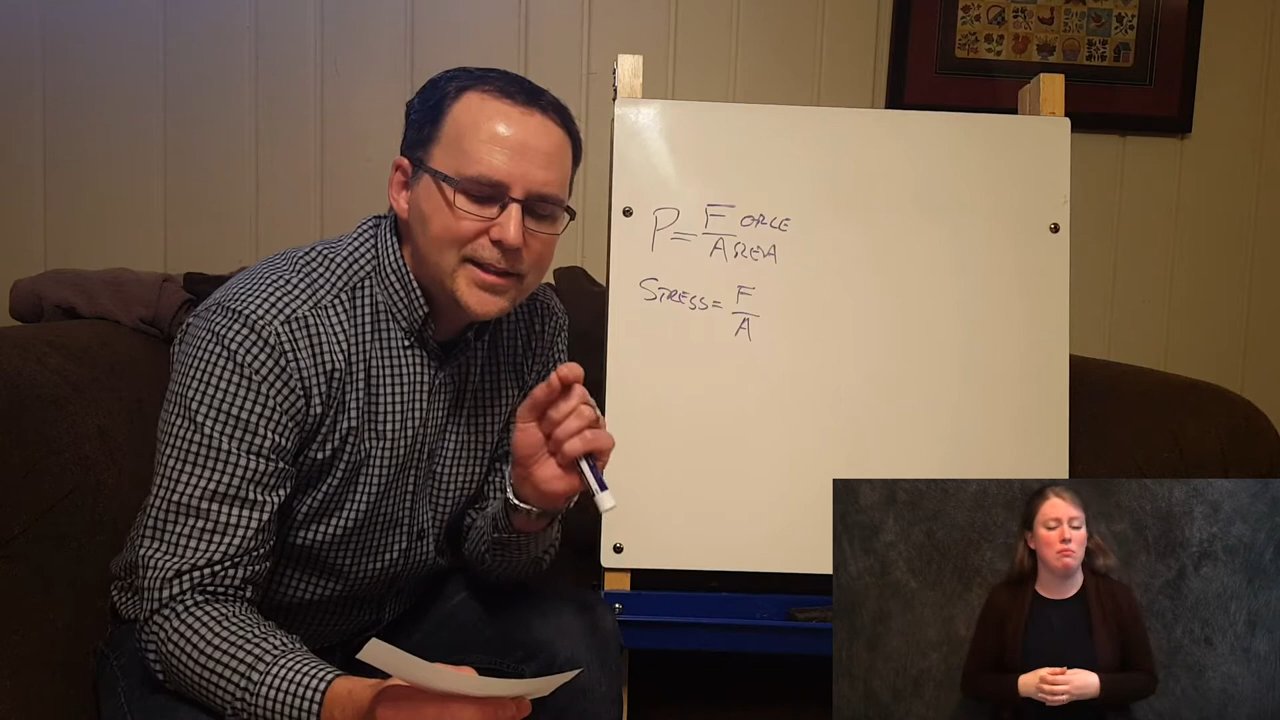 P = FORCE
AREA
STRESS = F
A